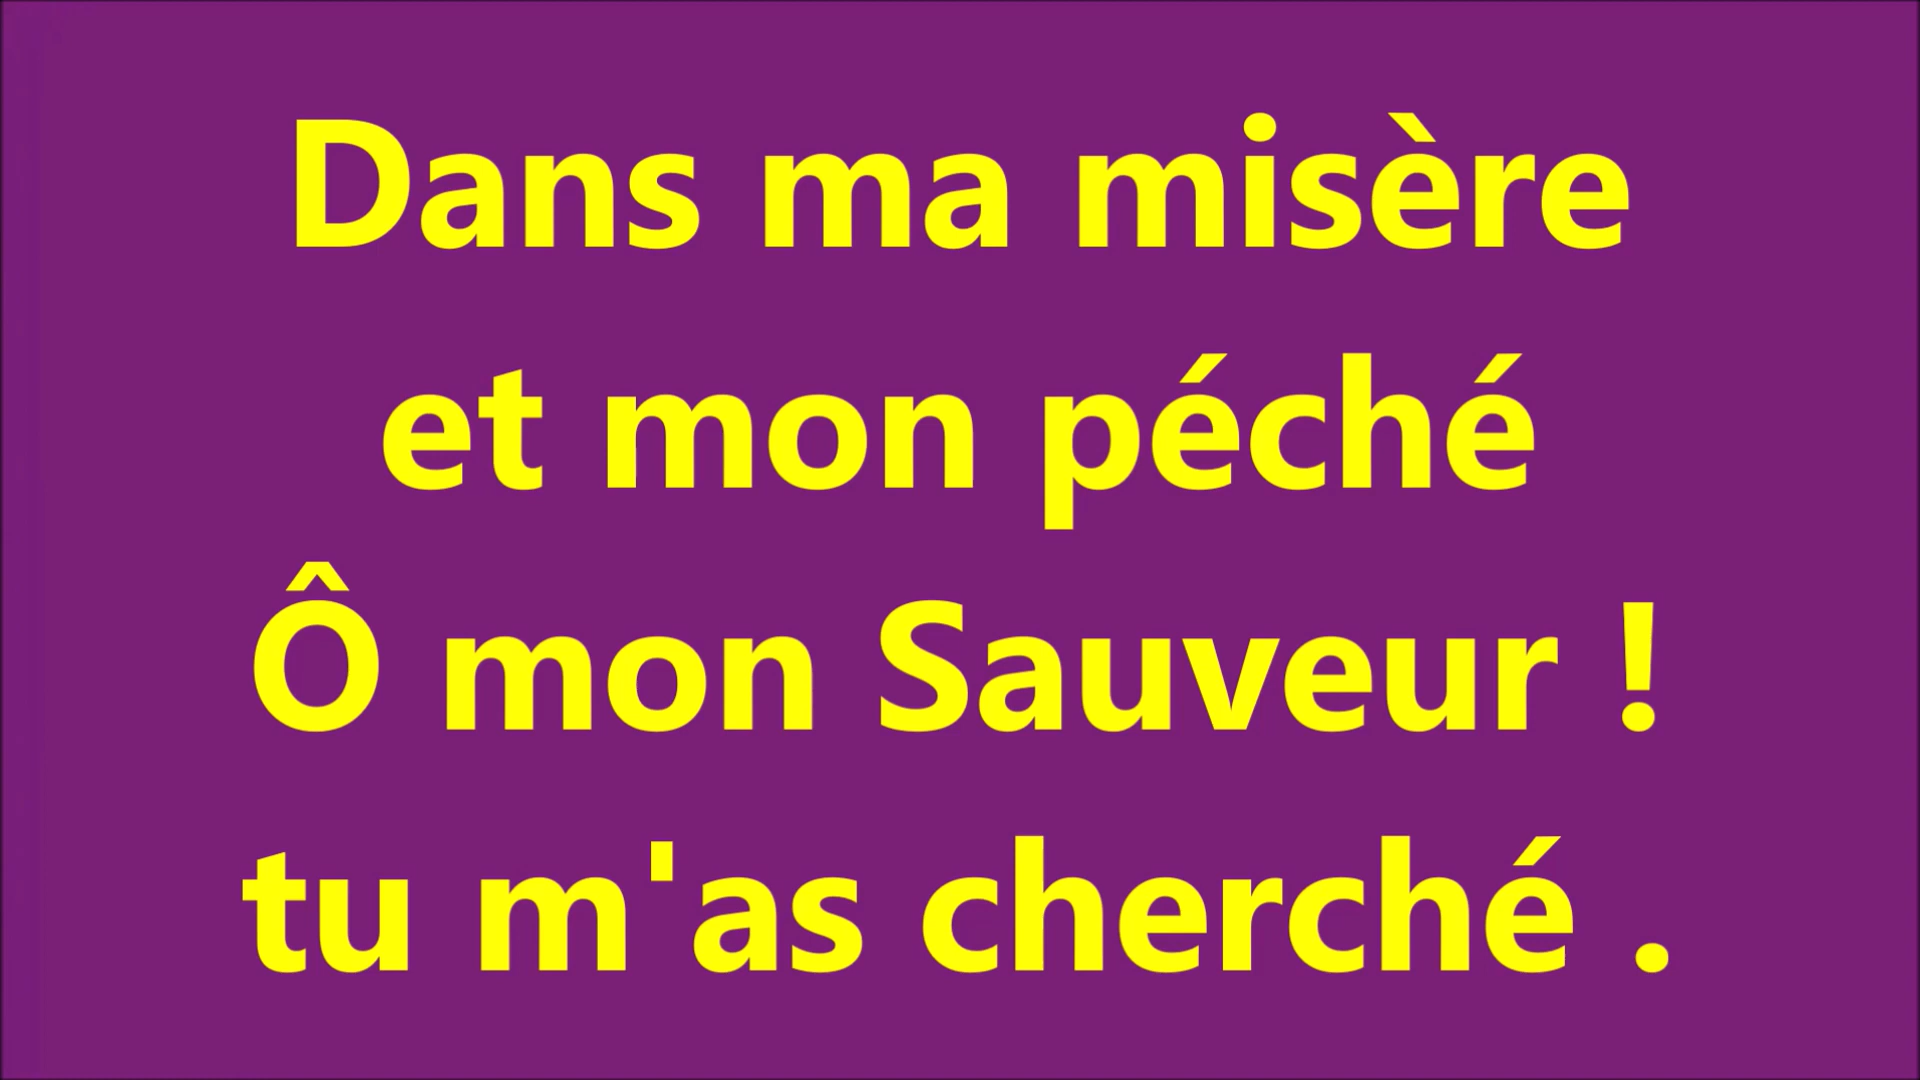 Dans ma misère
et mon péché
Ô mon Sauveur !
tu m'as cherché .